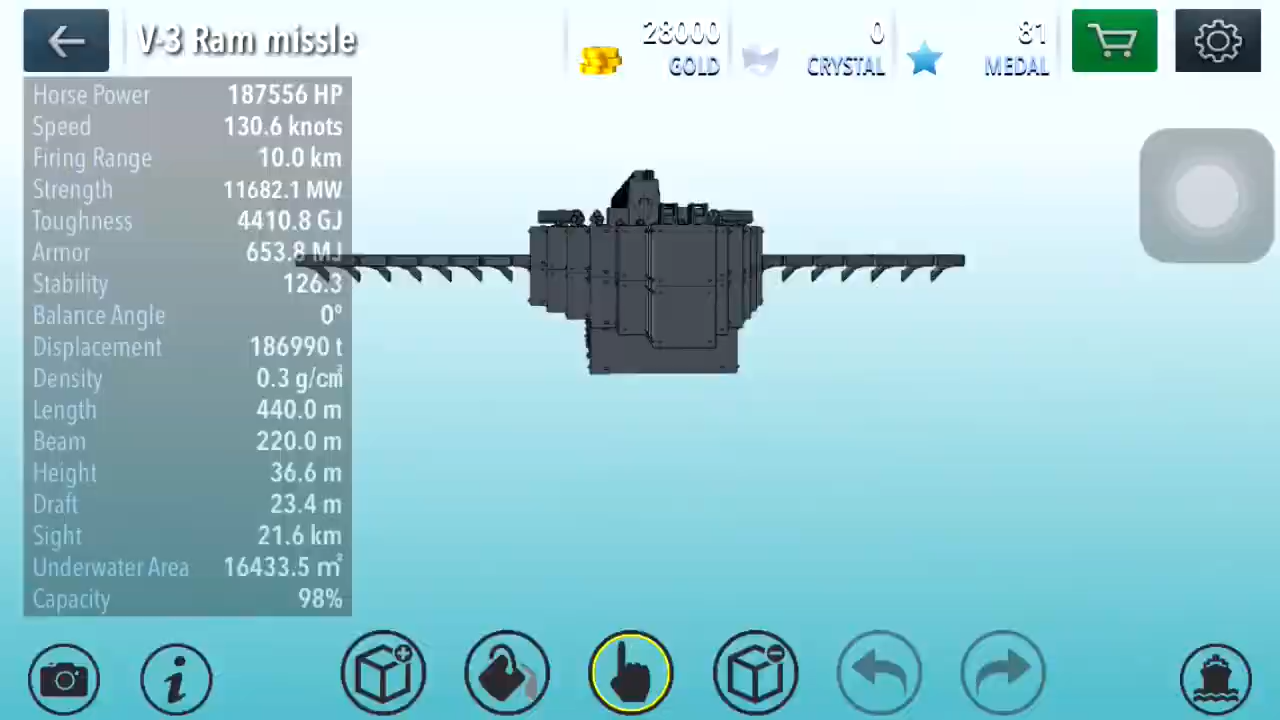 V-3 Ram missle
28000
GOLD
0
CRYSTAL
81
MEDAL
Horse Power 187556 HP
Speed 130.6 knots
Firing Range 10.0 km
Strength 11682.1 MW
Toughness 4410.8 GJ
Armor 653.8 MJ
Stability 126.3
Balance Angle 0°
Displacement 186990 t
Density 0.3 g/cm³
Length 440.0 m
Beam 220.0 m
Height 36.6 m
Draft 23.4 m
Sight 21.6 km
Underwater Area 16433.5 m²
Capacity 98%